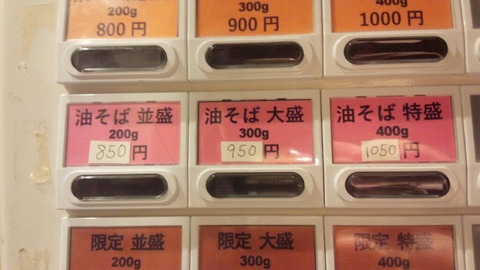 200g 300g 400g
800円 900円 1000円
油そば 並盛 油そば 大盛 油そば 特盛
200g 300g 400g
850円 950円 1050円
限定 並盛 限定 大盛 限定 特盛
200g 300g 400g